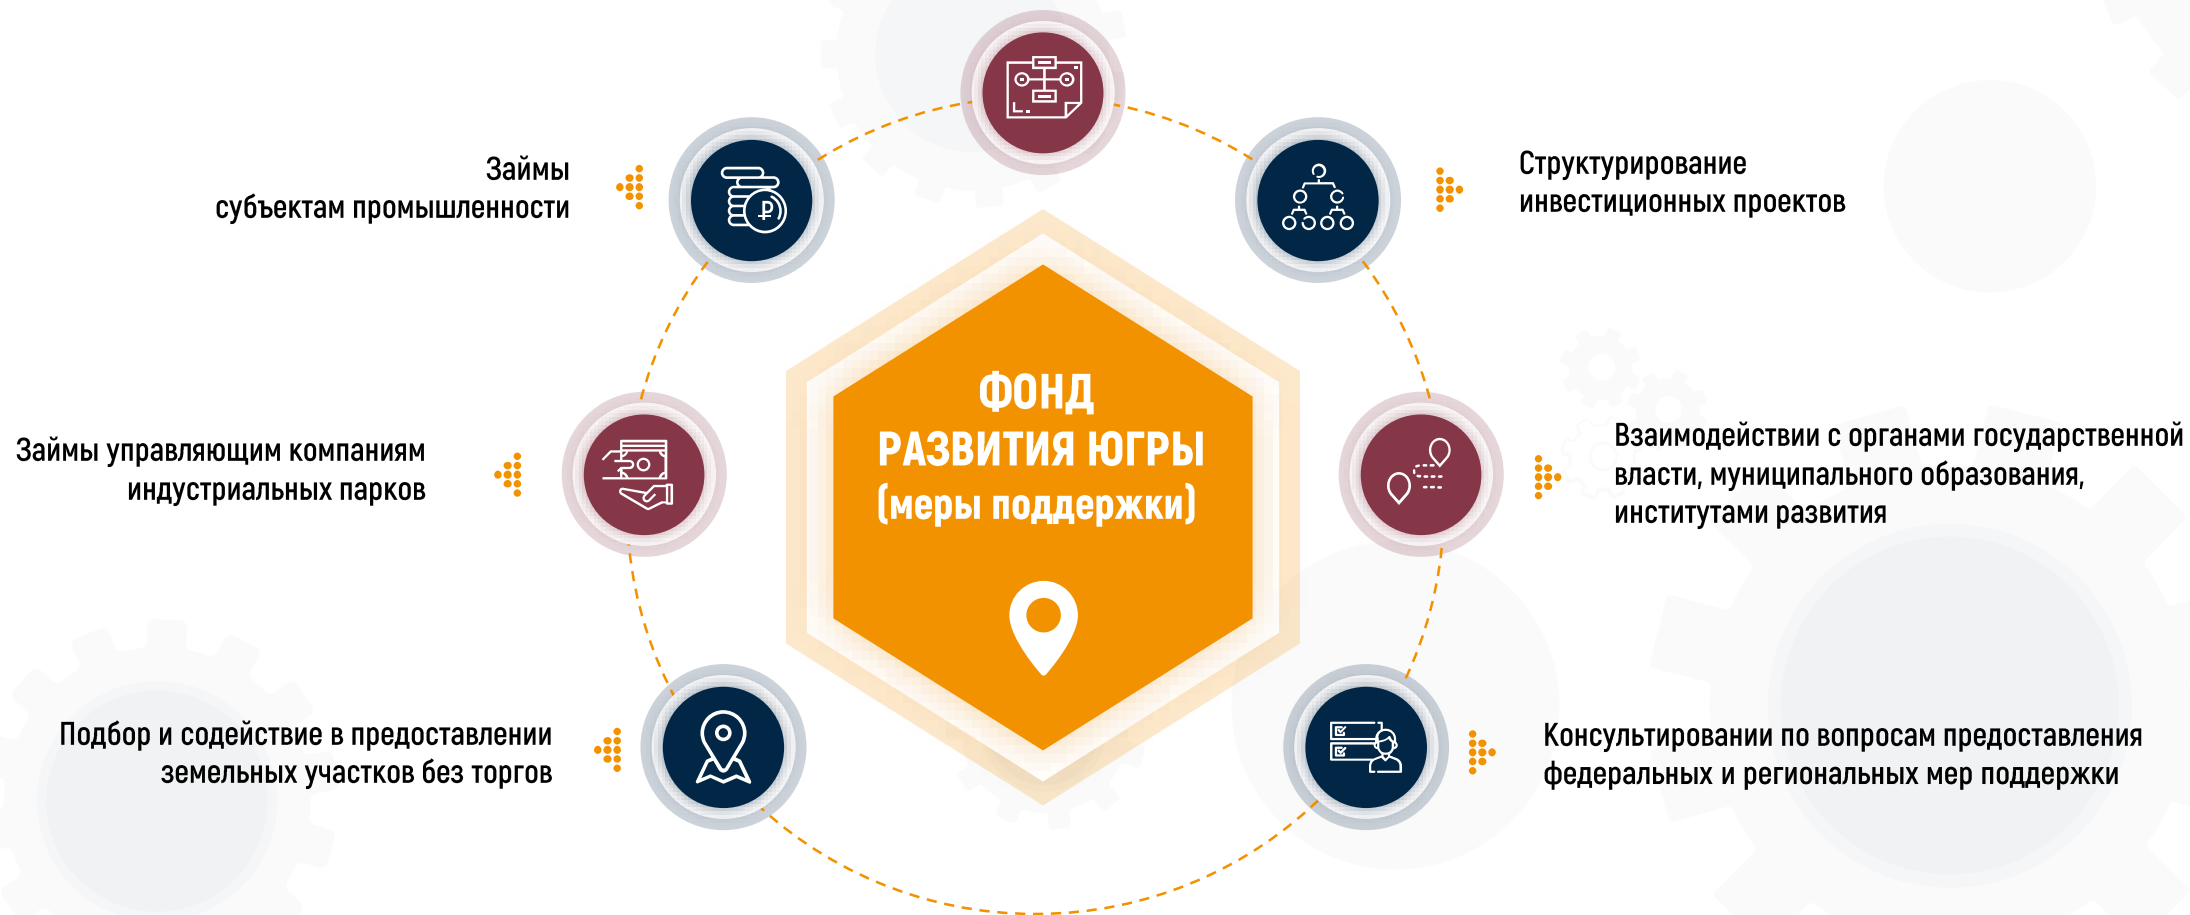 Займы
субъектам промышленности
Структурирование
инвестиционных проектов
ФОНД
РАЗВИТИЯ ЮГРЫ
(меры поддержки)
Займы управляющим компаниям
индустриальных парков
Взаимодействии с органами государственной
власти, муниципального образования,
институтами развития
Подбор и содействие в предоставлении
земельных участков без торгов
Консультировании по вопросам предоставления
федеральных и региональных мер поддержки